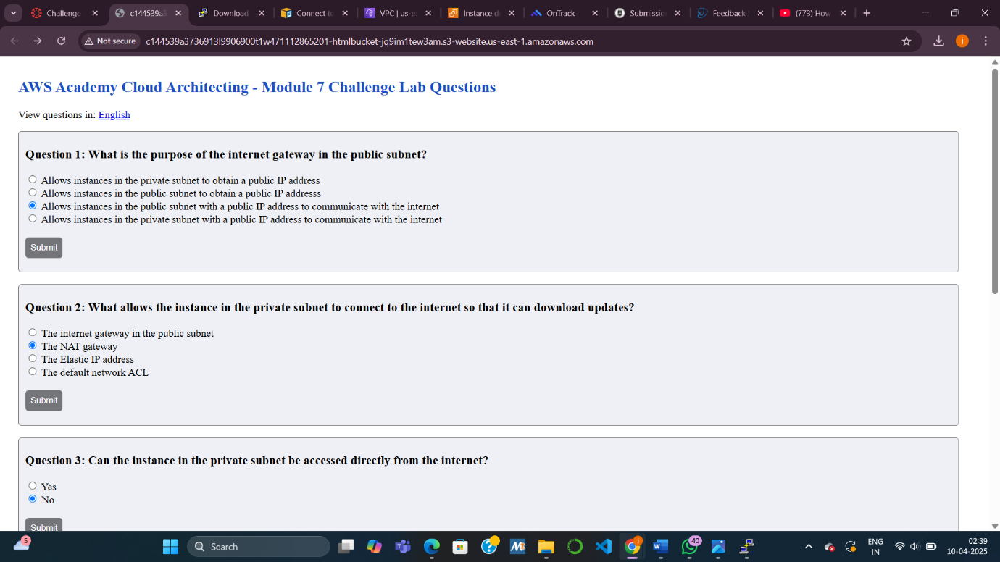 Challenge
c144539a3
Download
Connect to
VPC | us-ea
Instance de
OnTrack
Submission
Feedback
(773) How
Not secure
c144539a3736913l9906900t1w471112865201-htmlbucket-jq9im1tew3am.s3-website.us-east-1.amazonaws.com
j
AWS Academy Cloud Architecting - Module 7 Challenge Lab Questions
View questions in: English
Question 1: What is the purpose of the internet gateway in the public subnet?
Allows instances in the private subnet to obtain a public IP address
Allows instances in the public subnet to obtain a public IP addresss
Allows instances in the public subnet with a public IP address to communicate with the internet
Allows instances in the private subnet with a public IP address to communicate with the internet
Submit
Question 2: What allows the instance in the private subnet to connect to the internet so that it can download updates?
The internet gateway in the public subnet
The NAT gateway
The Elastic IP address
The default network ACL
Submit
Question 3: Can the instance in the private subnet be accessed directly from the internet?
Yes
No
Submit
5
Search
40
ENG
IN
02:39
10-04-2025